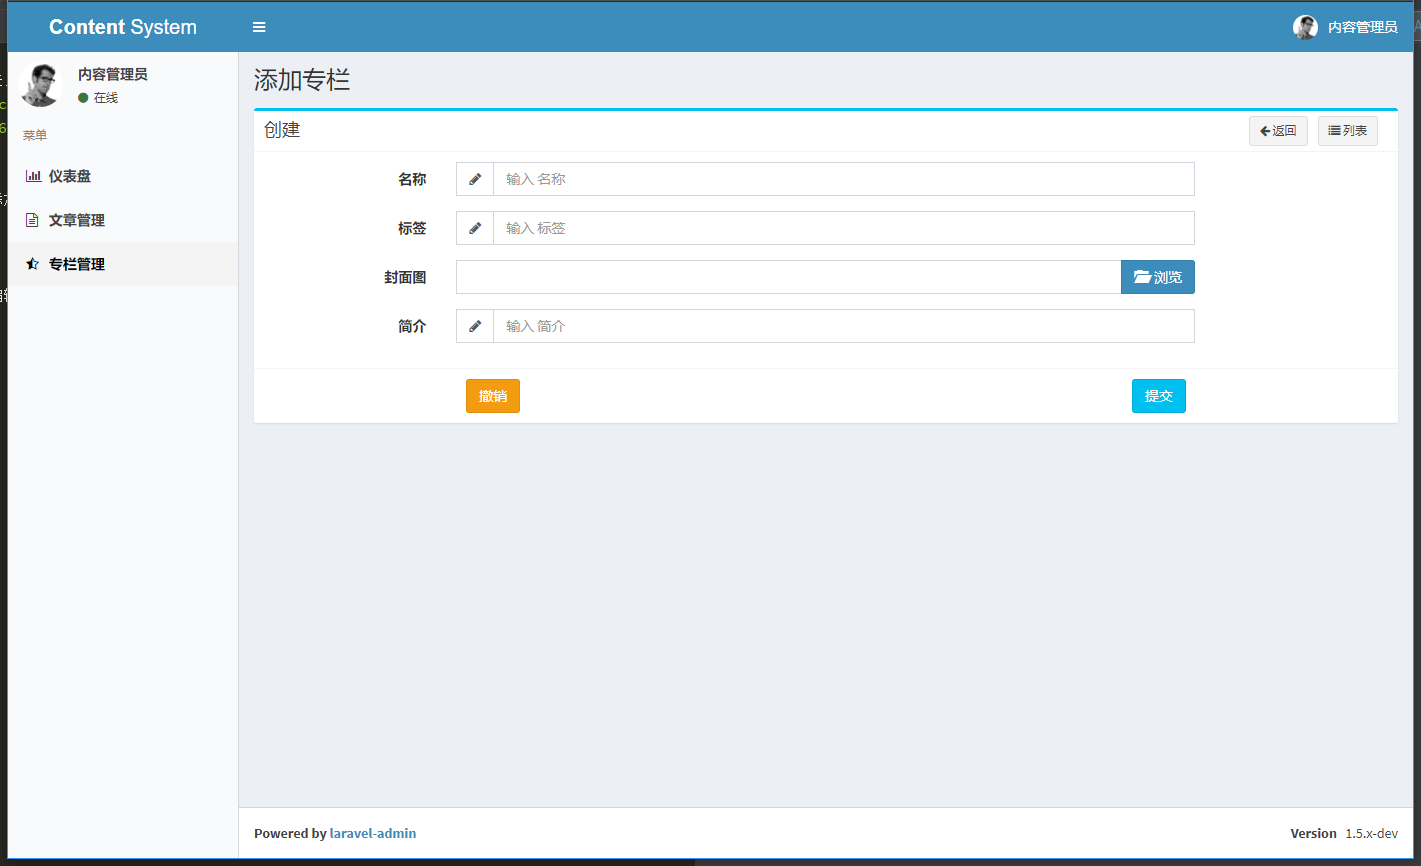 Content System
内容管理员
内容管理员
在线
菜单
仪表盘
文章管理
专栏管理
添加专栏
创建
返回
列表
名称
输入 名称
标签
输入 标签
封面图
浏览
简介
输入 简介
撤销
提交
Powered by laravel-admin
Version 1.5.x-dev